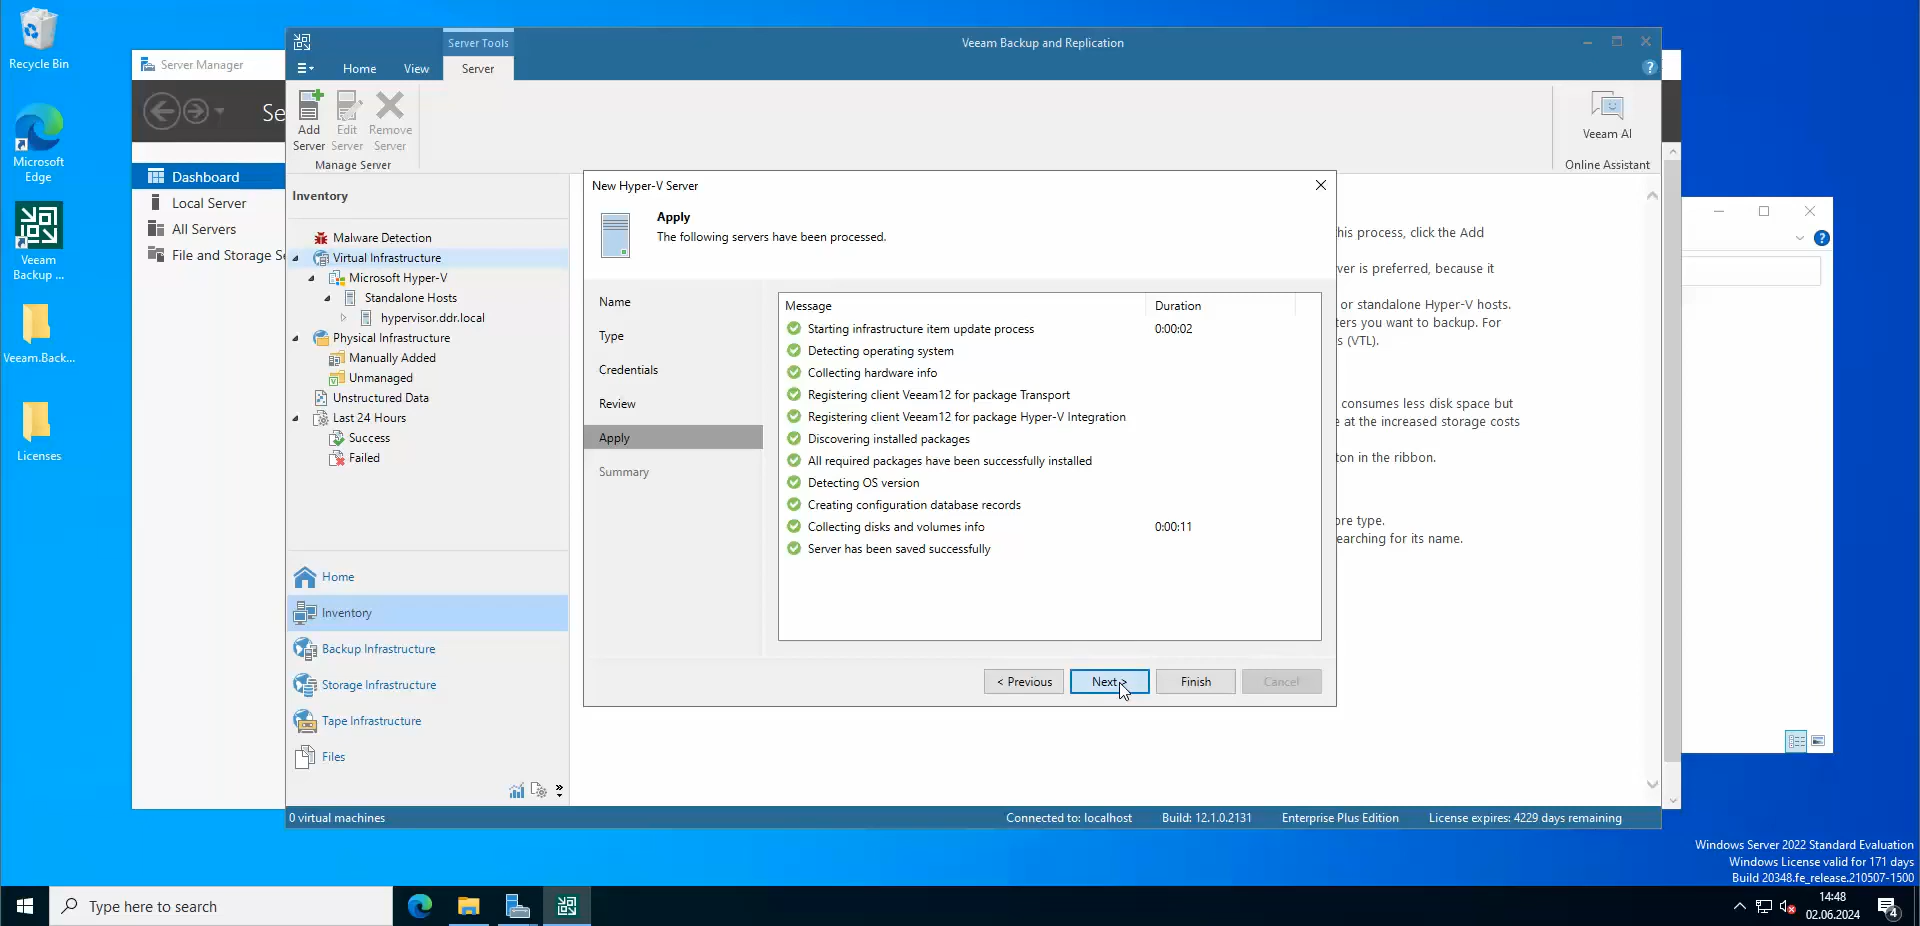 Recycle Bin
Microsoft
Edge
Veeam
Backup ...
Veeam.Back...
Licenses
Server Manager
Se
Dashboard
Local Server
All Servers
File and Storage Se
Server Tools
Veeam Backup and Replication
Home
View
Server
Add
Server
Edit
Server
Remove
Server
Manage Server
Veeam AI
Online Assistant
Inventory
Malware Detection
Virtual Infrastructure
Microsoft Hyper-V
Standalone Hosts
hypervisor.ddr.local
Physical Infrastructure
Manually Added
Unmanaged
Unstructured Data
Last 24 Hours
Success
Failed
Home
Inventory
Backup Infrastructure
Storage Infrastructure
Tape Infrastructure
Files
New Hyper-V Server
Apply
The following servers have been processed.
Name
Type
Credentials
Review
Apply
Summary
Message Duration
Starting infrastructure item update process 0:00:02
Detecting operating system
Collecting hardware info
Registering client Veeam12 for package Transport
Registering client Veeam12 for package Hyper-V Integration
Discovering installed packages
All required packages have been successfully installed
Detecting OS version
Creating configuration database records
Collecting disks and volumes info 0:00:11
Server has been saved successfully
< Previous
Next >
Finish
Cancel
his process, click the Add
ver is preferred, because it
or standalone Hyper-V hosts.
ters you want to backup. For
s (VTL).
consumes less disk space but
e at the increased storage costs
ton in the ribbon.
ore type.
earching for its name.
0 virtual machines
Connected to: localhost
Build: 12.1.0.2131
Enterprise Plus Edition
License expires: 4229 days remaining
Windows Server 2022 Standard Evaluation
Windows License valid for 171 days
Build 20348.fe_release.210507-1500
Type here to search
14:48
02.06.2024
4